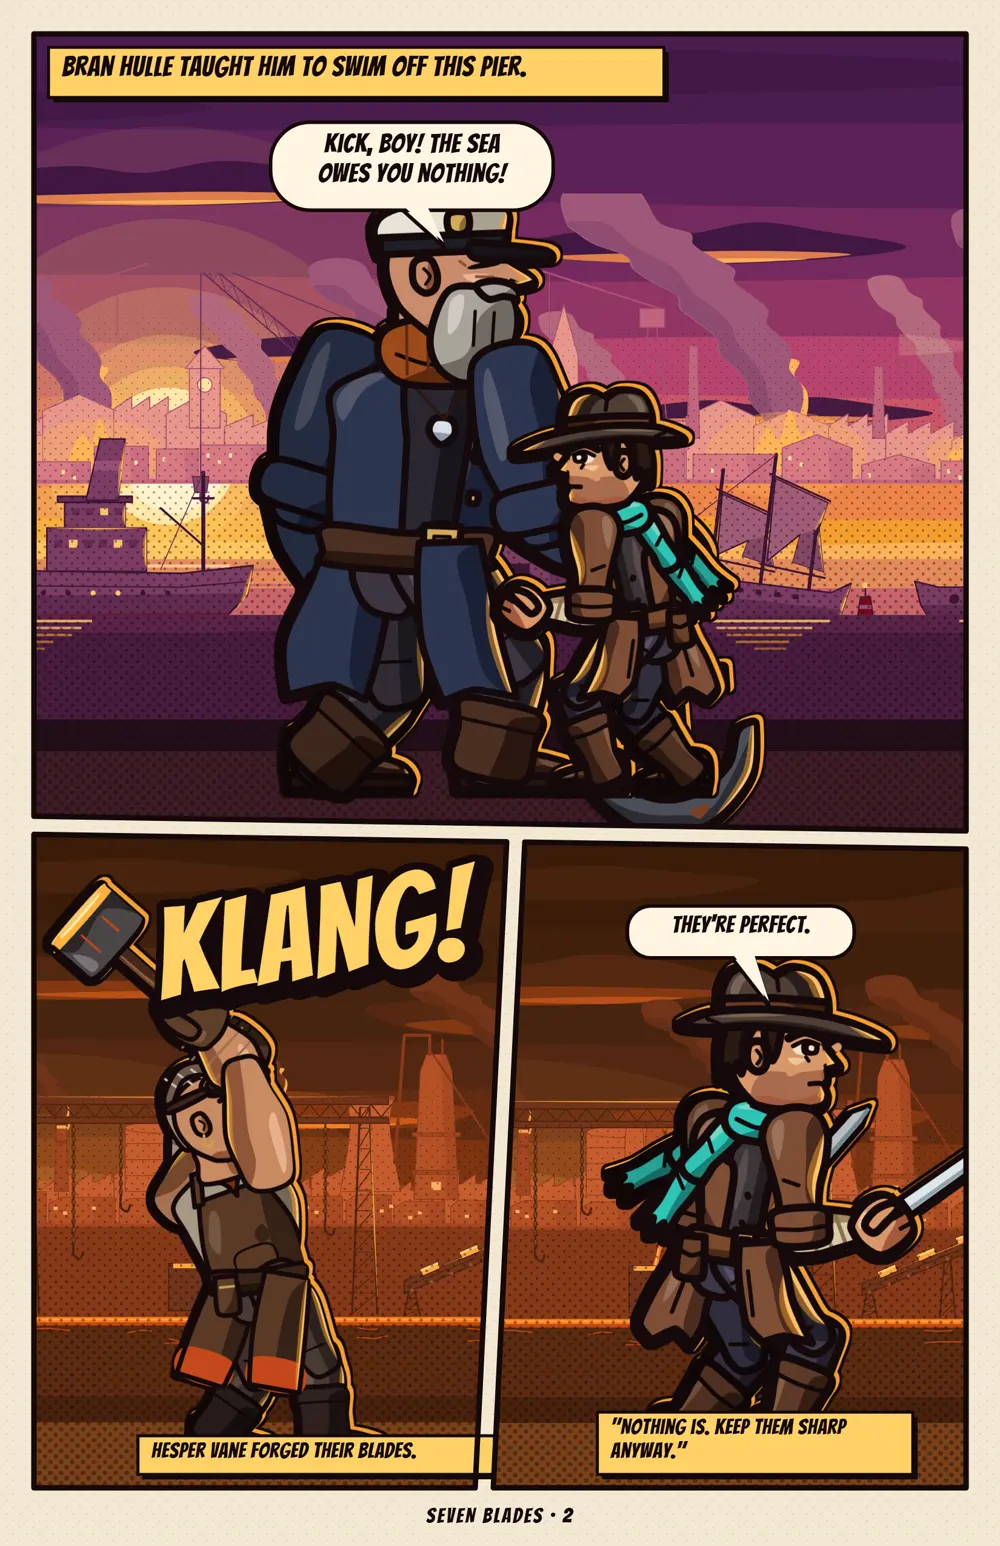 BRAN HULLE TAUGHT HIM TO SWIM OFF THIS PIER.
KICK, BOY! THE SEA
OWES YOU NOTHING!
KLANG!
HESPER VANE FORGED THEIR BLADES.
THEY'RE PERFECT.
"NOTHING IS. KEEP THEM SHARP
ANYWAY."
SEVEN BLADES · 2